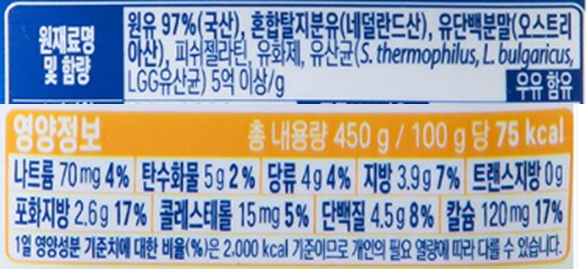 원재료명
및 함량
원유 97%(국산), 혼합탈지분유(네덜란드산), 유단백분말(오스트리
아산), 피쉬젤라틴, 유화제, 유산균(S. thermophilus, L. bulgaricus,
LGG유산균) 5억 이상/g
우유 함유
영양정보
총 내용량 450 g / 100 g 당 75 kcal
나트륨 70 mg 4% 탄수화물 5 g 2% 당류 4 g 4% 지방 3.9 g 7% 트랜스지방 0 g
포화지방 2.6 g 17% 콜레스테롤 15 mg 5% 단백질 4.5 g 8% 칼슘 120 mg 17%
1일 영양성분 기준치에 대한 비율(%)은 2,000 kcal 기준이므로 개인의 필요 열량에 따라 다를 수 있습니다.